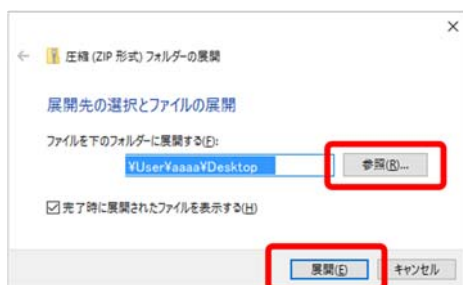 圧縮 (ZIP 形式) フォルダーの展開
展開先の選択とファイルの展開
ファイルを下のフォルダーに展開する(F):
¥User¥aaaa¥Desktop
参照(R)...
完了時に展開されたファイルを表示する(H)
展開(E)
キャンセル